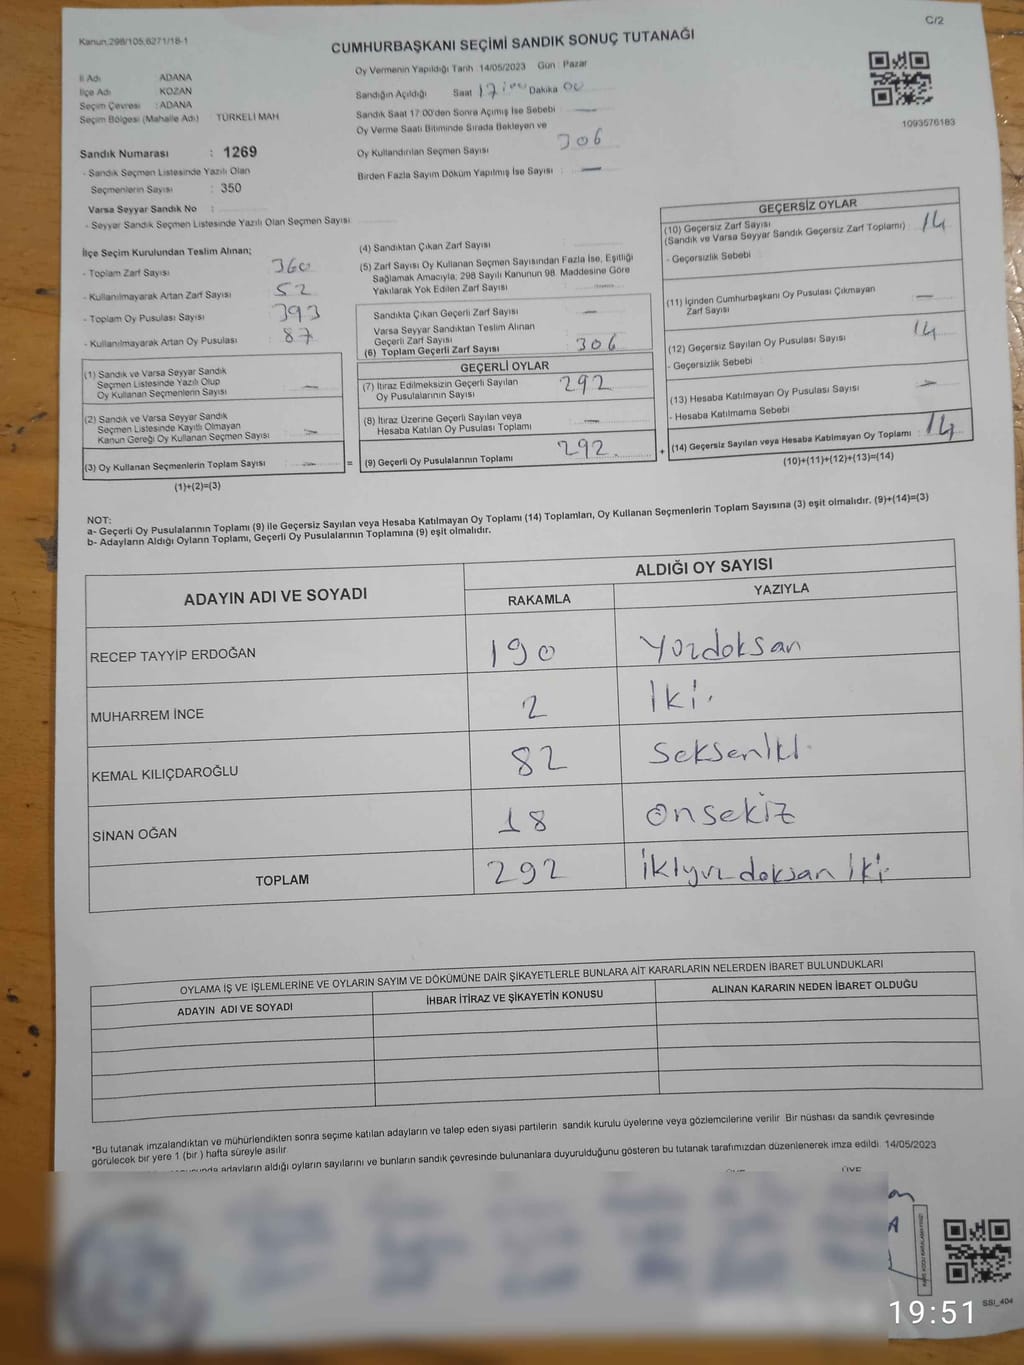 C/2
Kanun.298/105,6271/18-1
CUMHURBAŞKANI SEÇİMİ SANDIK SONUÇ TUTANAĞI
İl Adı : ADANA
İlçe Adı : KOZAN
Seçim Çevresi : ADANA
Seçim Bölgesi (Mahalle Adı) : TÜRKELİ MAH
Sandık Numarası : 1269
- Sandık Seçmen Listesinde Yazılı Olan
Seçmenlerin Sayısı : 350
Varsa Seyyar Sandık No :
- Seyyar Sandık Seçmen Listesinde Yazılı Olan Seçmen Sayısı
Oy Vermenin Yapıldığı Tarih 14/05/2023 Gün : Pazar
Sandığın Açıldığı Saat 17:00 Dakika 00
Sandık Saat 17.00'den Sonra Açımış İse Sebebi —
Oy Verme Saati Bitiminde Sırada Bekleyen ve
Oy Kullandırılan Seçmen Sayısı 306
Birden Fazla Sayım Döküm Yapılmış İse Sayısı : —
1093576183
İlçe Seçim Kurulundan Teslim Alınan;
- Toplam Zarf Sayısı 360
- Kullanılmayarak Artan Zarf Sayısı 52
- Toplam Oy Pusulası Sayısı 393
- Kullanılmayarak Artan Oy Pusulası 87
(1) Sandık ve Varsa Seyyar Sandık
Seçmen Listesinde Yazılı Olup
Oy Kullanan Seçmenlerin Sayısı : —
(2) Sandık ve Varsa Seyyar Sandık
Seçmen Listesinde Kayıtlı Olmayan
Kanun Gereği Oy Kullanan Seçmen Sayısı : —
(3) Oy Kullanan Seçmenlerin Toplam Sayısı : — =
(1)+(2)=(3)
(4) Sandıktan Çıkan Zarf Sayısı
(5) Zarf Sayısı Oy Kullanan Seçmen Sayısından Fazla İse, Eşitliği
Sağlamak Amacıyla; 298 Sayılı Kanunun 98. Maddesine Göre
Yakılarak Yok Edilen Zarf Sayısı :
Sandıkta Çıkan Geçerli Zarf Sayısı : —
Varsa Seyyar Sandıktan Teslim Alınan
Geçerli Zarf Sayısı
(6) Toplam Geçerli Zarf Sayısı 306
GEÇERLİ OYLAR
(7) İtiraz Edilmeksizin Geçerli Sayılan
Oy Pusulalarının Sayısı 292
(8) İtiraz Üzerine Geçerli Sayılan veya
Hesaba Katılan Oy Pusulası Toplamı : —
(9) Geçerli Oy Pusulalarının Toplamı 292 +
GEÇERSİZ OYLAR
(10) Geçersiz Zarf Sayısı
(Sandık ve Varsa Seyyar Sandık Geçersiz Zarf Toplamı) 14
- Geçersizlik Sebebi
(11) İçinden Cumhurbaşkanı Oy Pusulası Çıkmayan
Zarf Sayısı —
(12) Geçersiz Sayılan Oy Pusulası Sayısı 14
- Geçersizlik Sebebi :
(13) Hesaba Katılmayan Oy Pusulası Sayısı —
- Hesaba Katılmama Sebebi
(14) Geçersiz Sayılan veya Hesaba Katılmayan Oy Toplamı : 14
(10)+(11)+(12)+(13)=(14)
NOT:
a- Geçerli Oy Pusulalarının Toplamı (9) ile Geçersiz Sayılan veya Hesaba Katılmayan Oy Toplamı (14) Toplamları, Oy Kullanan Seçmenlerin Toplam Sayısına (3) eşit olmalıdır. (9)+(14)=(3)
b- Adayların Aldığı Oyların Toplamı, Geçerli Oy Pusulalarının Toplamına (9) eşit olmalıdır.
ADAYIN ADI VE SOYADI
ALDIĞI OY SAYISI
RAKAMLA YAZIYLA
RECEP TAYYİP ERDOĞAN 190 Yüzdoksan
MUHARREM İNCE 2 İki.
KEMAL KILIÇDAROĞLU 82 Seksenİkİ
SİNAN OĞAN 18 Onsekiz
TOPLAM 292 İkİyüz doksan İki.
OYLAMA İŞ VE İŞLEMLERİNE VE OYLARIN SAYIM VE DÖKÜMÜNE DAİR ŞİKAYETLERLE BUNLARA AİT KARARLARIN NELERDEN İBARET BULUNDUKLARI
ADAYIN ADI VE SOYADI İHBAR İTİRAZ VE ŞİKAYETİN KONUSU ALINAN KARARIN NEDEN İBARET OLDUĞU
*Bu tutanak imzalandıktan ve mühürlendikten sonra seçime katılan adayların ve talep eden siyasi partilerin sandık kurulu üyelerine veya gözlemcilerine verilir. Bir nüshası da sandık çevresinde
görülecek bir yere 1 (bir) hafta süreyle asılır.
adayların aldığı oyların sayılarını ve bunların sandık çevresinde bulunanlara duyurulduğunu gösteren bu tutanak tarafımızdan düzenlenerek imza edildi. 14/05/2023
ÜYE
SSI_404
19:51